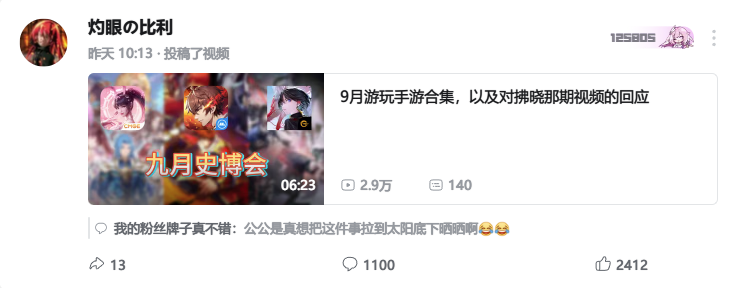 灼眼の比利
昨天 10:13 · 投稿了视频
125805
九月史博会
06:23
9月游玩手游合集，以及对拂晓那期视频的回应
2.9万
140
我的粉丝牌子真不错：公公是真想把这件事拉到太阳底下晒晒啊😂😂
13
1100
2412